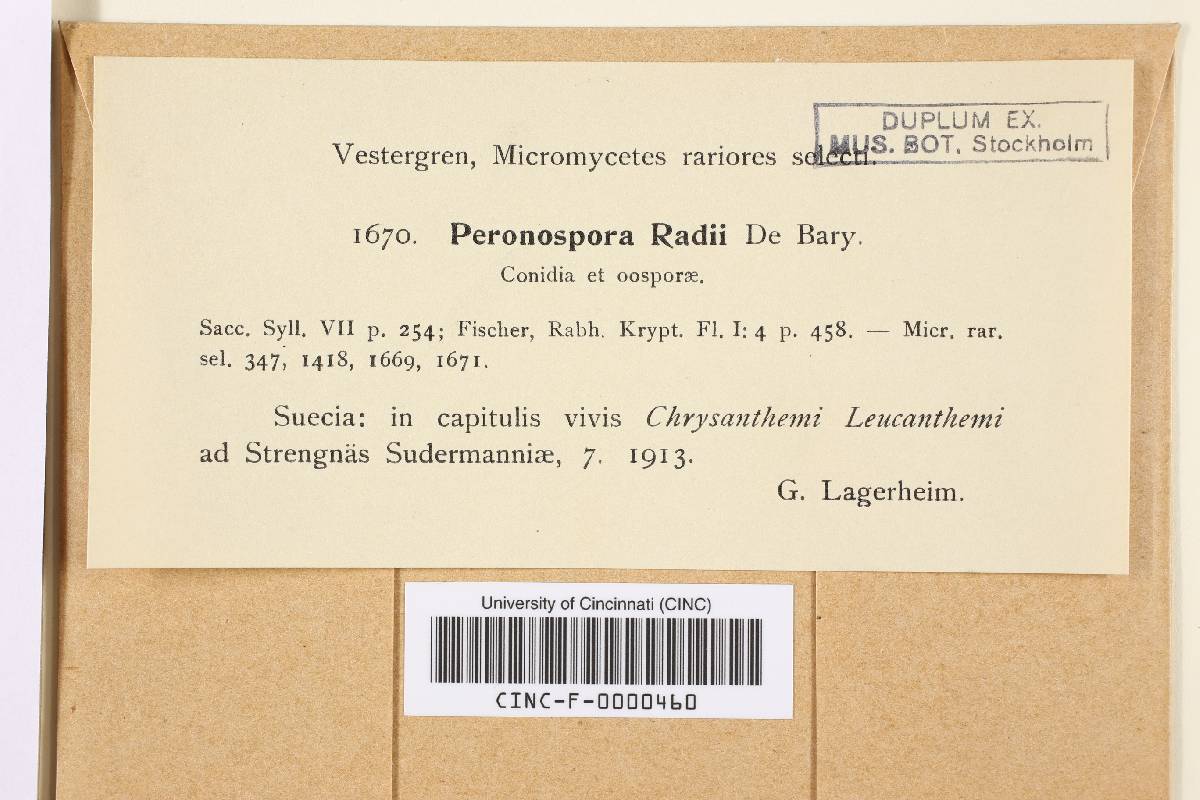 DUPLUM EX.
MUS. BOT. Stockholm
Vestergren, Micromycetes rariores selecti.
1670. Peronospora Radii De Bary.
Conidia et oosporæ.
Sacc. Syll. VII p. 254; Fischer, Rabh. Krypt. Fl. I: 4 p. 458. — Micr. rar.
sel. 347, 1418, 1669, 1671.
Suecia: in capitulis vivis Chrysanthemi Leucanthemi
ad Strengnäs Sudermanniæ, 7. 1913.
G. Lagerheim.
University of Cincinnati (CINC)
CINC-F-0000460